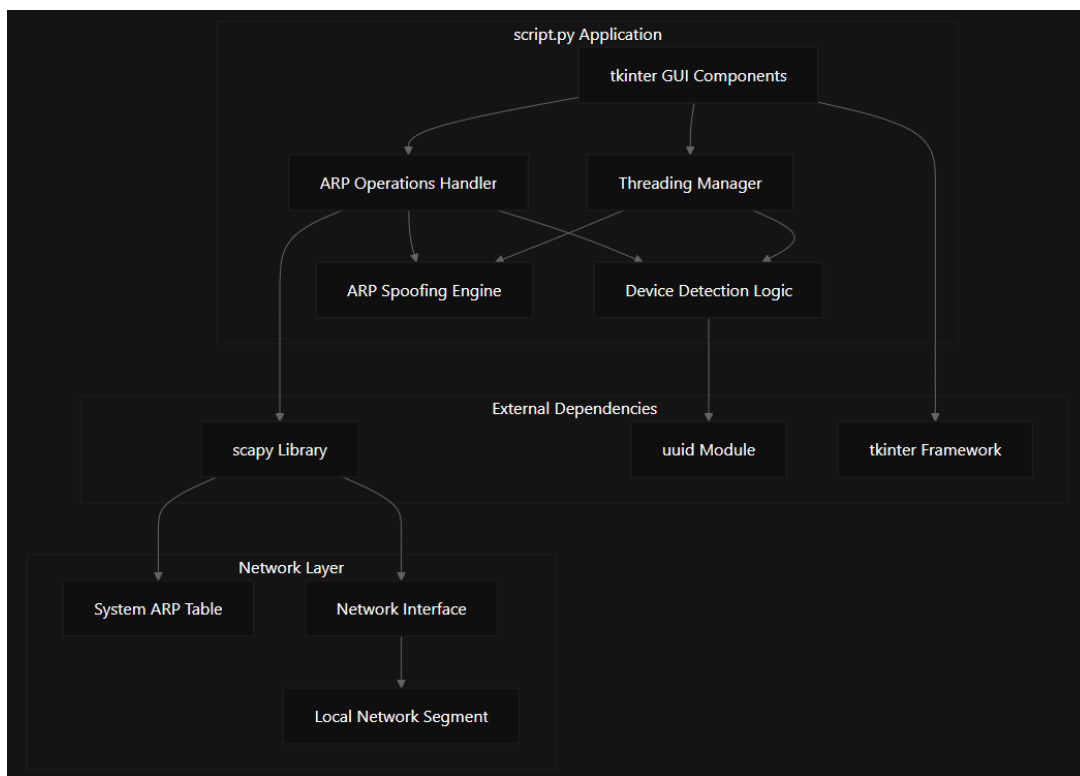 script.py Application
tkinter GUI Components
ARP Operations Handler
Threading Manager
ARP Spoofing Engine
Device Detection Logic
External Dependencies
scapy Library
uuid Module
tkinter Framework
Network Layer
System ARP Table
Network Interface
Local Network Segment